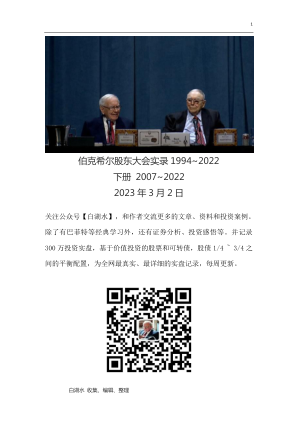 1
伯克希尔股东大会实录 1994~2022
下册 2007~2022
2023 年 3 月 2 日
关注公众号【白湖水】,和作者交流更多的文章、资料和投资案例。
除了有巴菲特等经典学习外,还有证券分析、投资感悟等。并记录
300 万投资实盘,基于价值投资的股票和可转债,股债 1/4 ~ 3/4 之
间的平衡配置,为全网最真实、最详细的实盘记录,每周更新。
白湖水 收集、编辑、整理